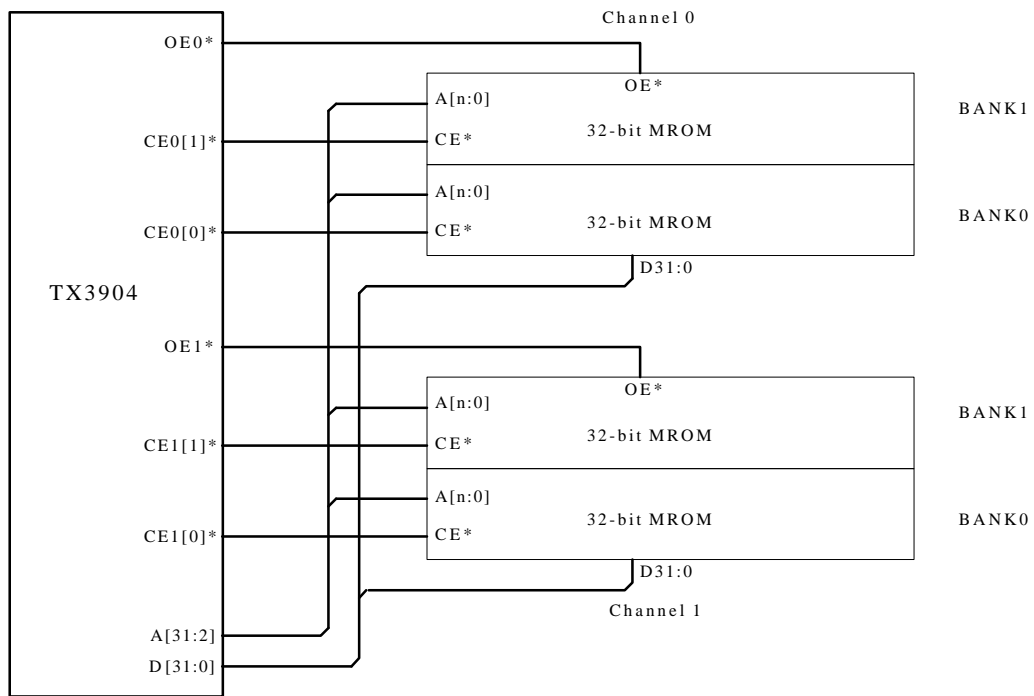 Channel 0
OE0*
OE*
A[n:0]
BANK1
32-bit MROM
CE0[1]*
CE*
A[n:0]
32-bit MROM
BANK0
CE0[0]*
CE*
D31:0
TX3904
OE1*
OE*
A[n:0]
BANK1
32-bit MROM
CE1[1]*
CE*
A[n:0]
32-bit MROM
BANK0
CE1[0]*
CE*
D31:0
Channel 1
A[31:2]
D[31:0]